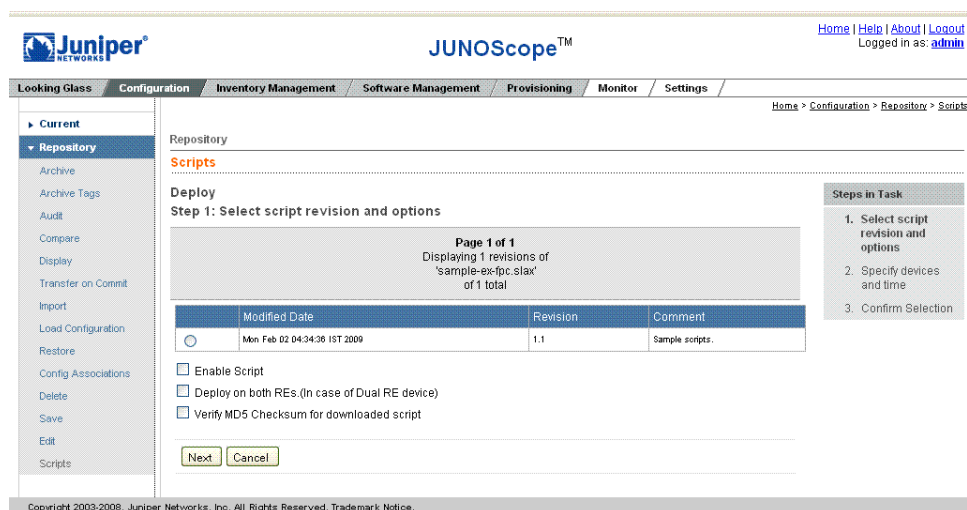 Home | Help | About | Logout
Juniper®
NETWORKS
JUNOScope™
Logged in as: admin
Looking Glass Configuration Inventory Management Software Management Provisioning Monitor Settings
Home > Configuration > Repository > Scripts
Current
Repository
Archive
Archive Tags
Audit
Compare
Display
Transfer on Commit
Import
Load Configuration
Restore
Config Associations
Delete
Save
Edit
Scripts
Repository
Scripts
Deploy
Step 1: Select script revision and options
Page 1 of 1
Displaying 1 revisions of
'sample-ex-fpc.slax'
of 1 total
Modified Date Revision Comment
Mon Feb 02 04:34:36 IST 2009 1.1 Sample scripts.
Enable Script
Deploy on both REs.(In case of Dual RE device)
Verify MD5 Checksum for downloaded script
Next Cancel
Steps in Task
1. Select script
revision and
options
2. Specify devices
and time
3. Confirm Selection
Copyright 2003-2008, Juniper Networks, Inc. All Rights Reserved. Trademark Notice.